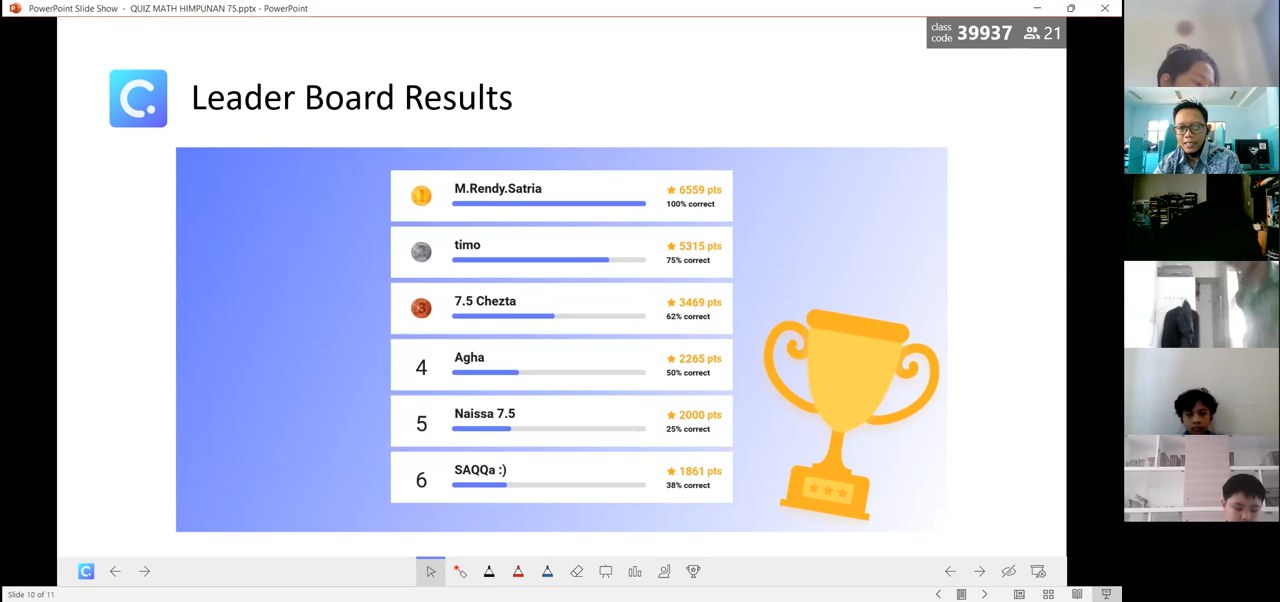 PowerPoint Slide Show - QUIZ MATH HIMPUNAN 75.pptx - PowerPoint
class code 39937 21
C.
Leader Board Results
1 M.Rendy.Satria 6559 pts
100% correct
2 timo 5315 pts
75% correct
3 7.5 Chezta 3469 pts
62% correct
4 Agha 2265 pts
50% correct
5 Naissa 7.5 2000 pts
25% correct
6 SAQQa :) 1861 pts
38% correct
Slide 10 of 11